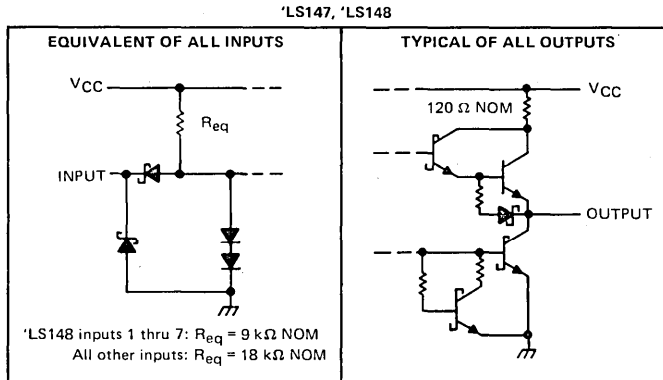 'LS147, 'LS148
EQUIVALENT OF ALL INPUTS
VCC
Req
INPUT
'LS148 inputs 1 thru 7: Req = 9 kΩ NOM
All other inputs: Req = 18 kΩ NOM
TYPICAL OF ALL OUTPUTS
VCC
120 Ω NOM
OUTPUT